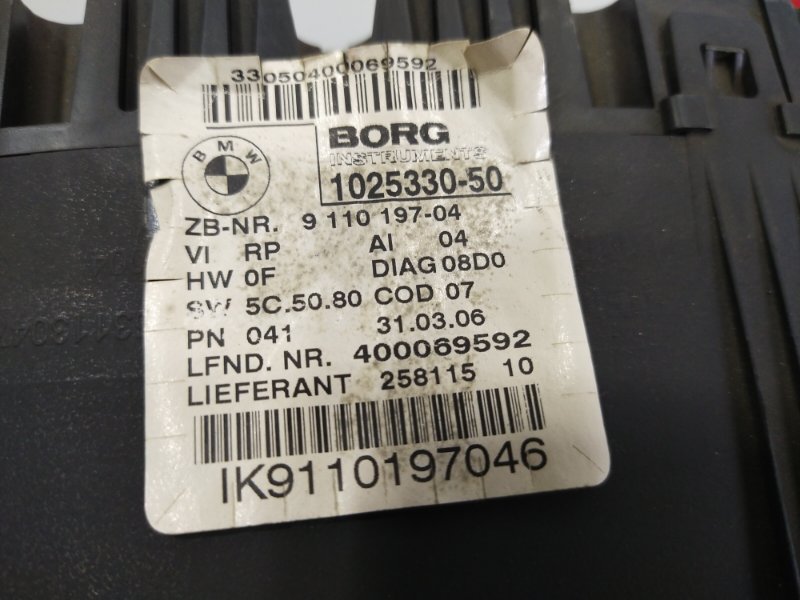 33050400069592
BMW
BORG
INSTRUMENTS
1025330-50
ZB-NR. 9 110 197-04
VI RP AI 04
HW 0F DIAG 08D0
SW 5C.50.80 COD 07
PN 041 31.03.06
LFND. NR. 400069592
LIEFERANT 258115 10
IK9110197046